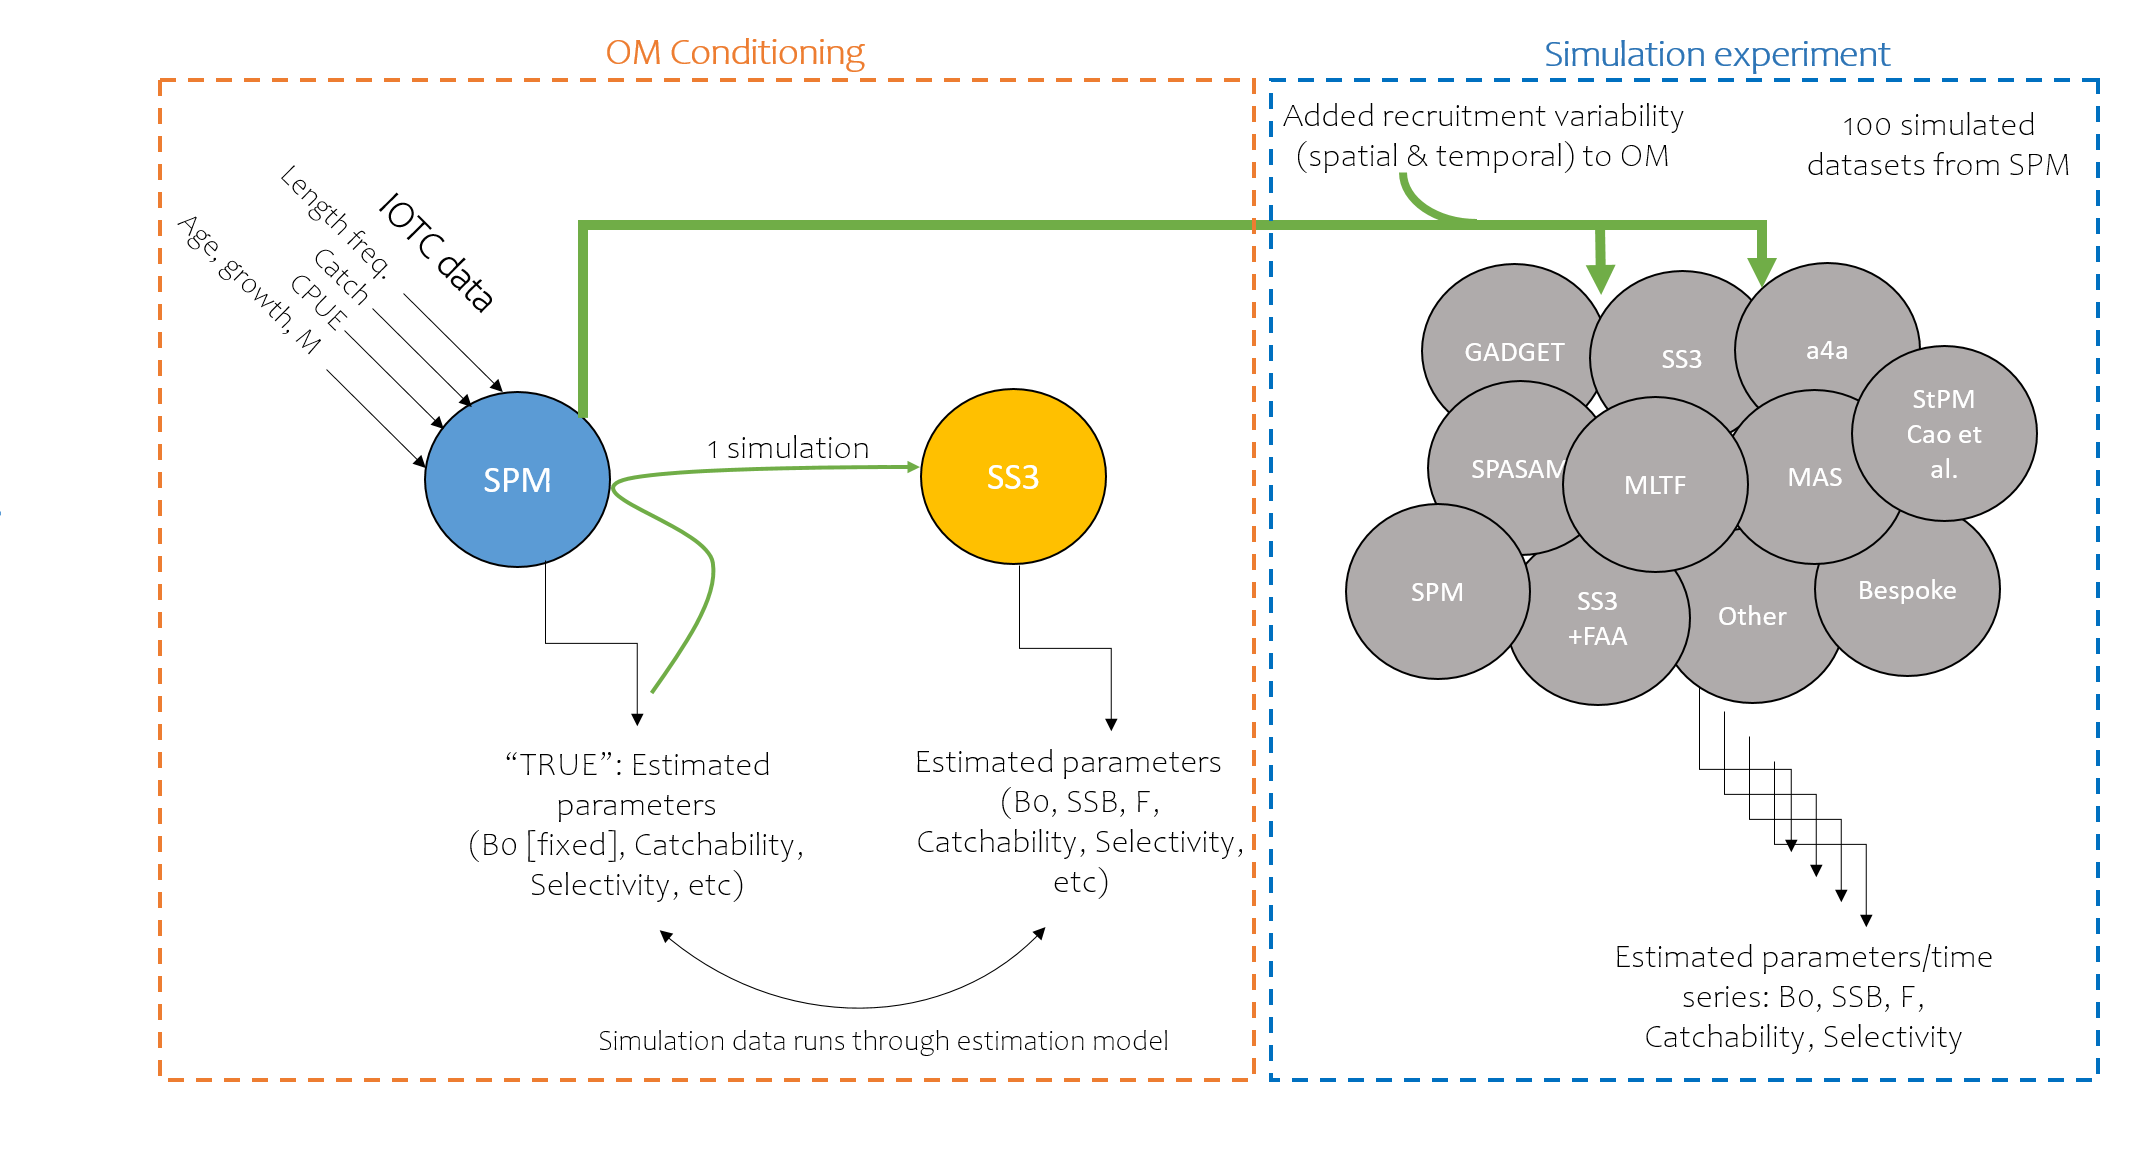 OM Conditioning
Simulation experiment
Added recruitment variability
(spatial & temporal) to OM
100 simulated
datasets from SPM
IOTC data
Length freq.
Catch
CPUE
Age, growth, M
SPM
1 simulation
SS3
“TRUE”: Estimated
parameters
(B0 [fixed], Catchability,
Selectivity, etc)
Estimated parameters
(B0, SSB, F,
Catchability, Selectivity,
etc)
Simulation data runs through estimation model
GADGET
SS3
a4a
StPM
Cao et
al.
SPASAM
MLTF
MAS
SPM
SS3
+FAA
Other
Bespoke
Estimated parameters/time
series: B0, SSB, F,
Catchability, Selectivity